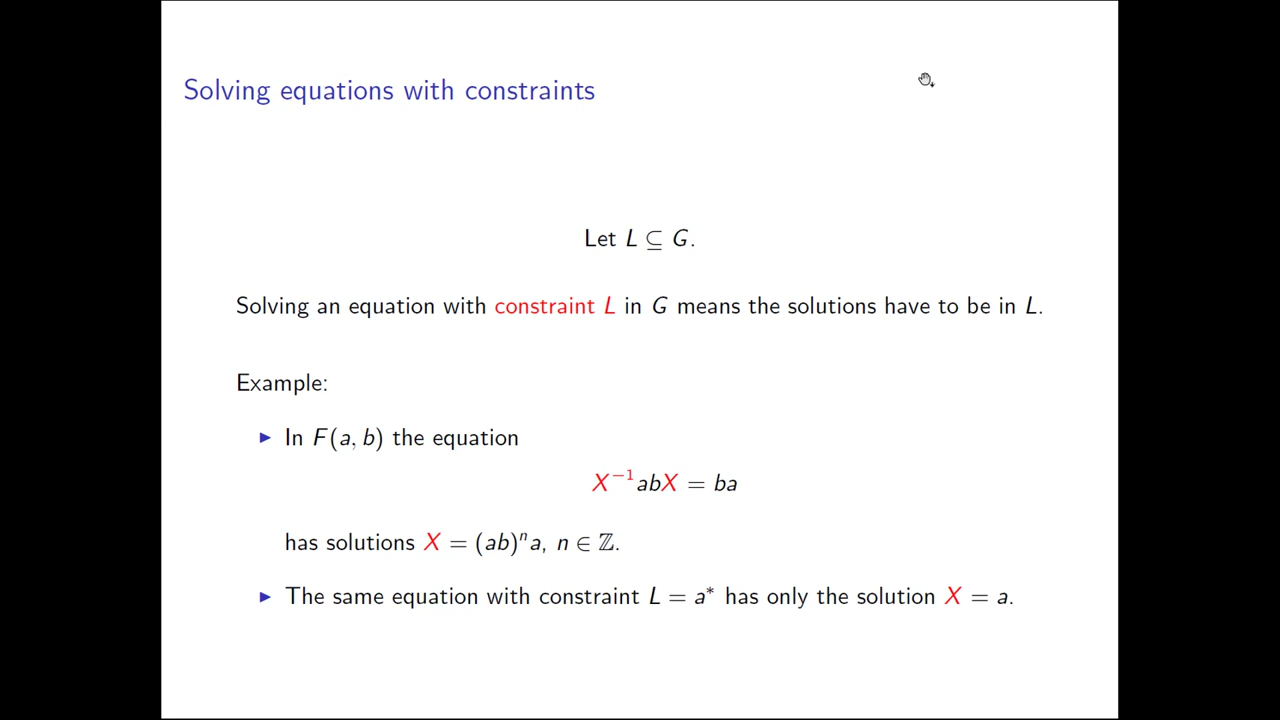 Solving equations with constraints
Let L ⊆ G.
Solving an equation with constraint L in G means the solutions have to be in L.
Example:
▶ In F(a, b) the equation
X⁻¹abX = ba
has solutions X = (ab)ⁿa, n ∈ ℤ.
▶ The same equation with constraint L = a* has only the solution X = a.